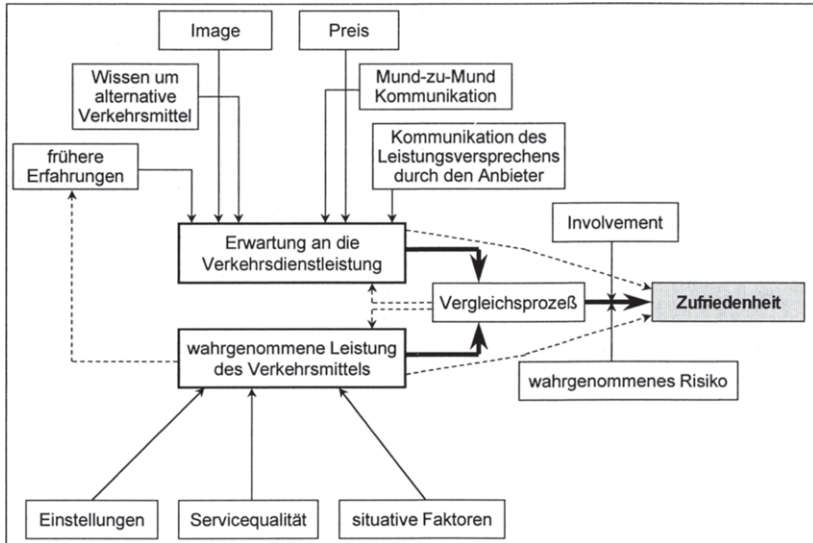 Image
Preis
Wissen um
alternative
Verkehrsmittel
Mund-zu-Mund
Kommunikation
frühere
Erfahrungen
Kommunikation des
Leistungsversprechens
durch den Anbieter
Erwartung an die
Verkehrsdienstleistung
Involvement
Vergleichsprozeß
Zufriedenheit
wahrgenommene Leistung
des Verkehrsmittels
wahrgenommenes Risiko
Einstellungen
Servicequalität
situative Faktoren